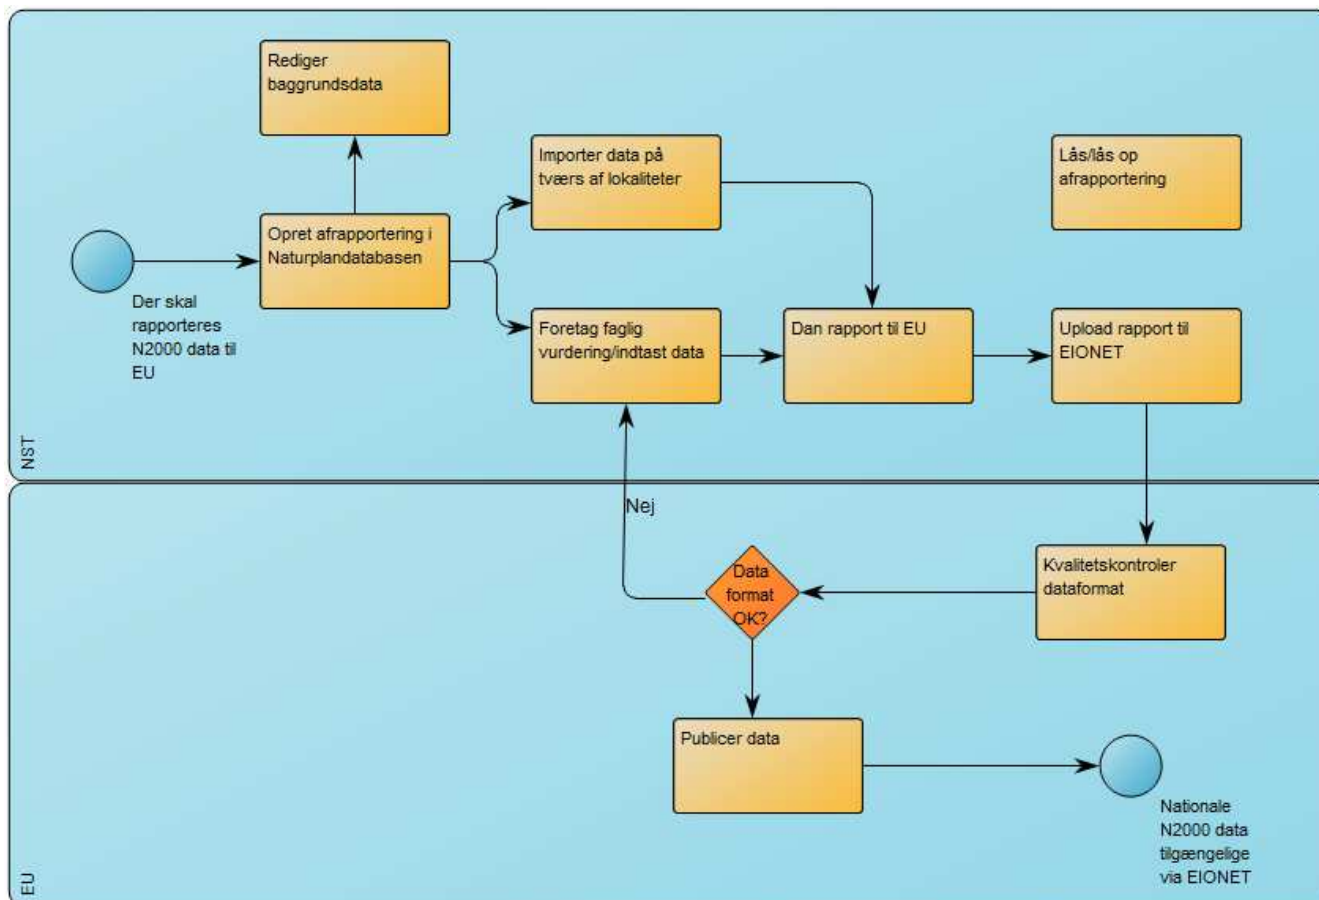 Rediger
baggrundsdata
Importer data på
tværs af lokaliteter
Lås/lås op
afrapportering
Opret afrapportering i
Naturplandatabasen
Der skal
rapporteres
N2000 data til
EU
Foretag faglig
vurdering/indtast data
Dan rapport til EU
Upload rapport til
EIONET
NST
Nej
Data
format
OK?
Kvalitetskontroler
dataformat
Publicer data
Nationale
N2000 data
tilgængelige
via EIONET
EU